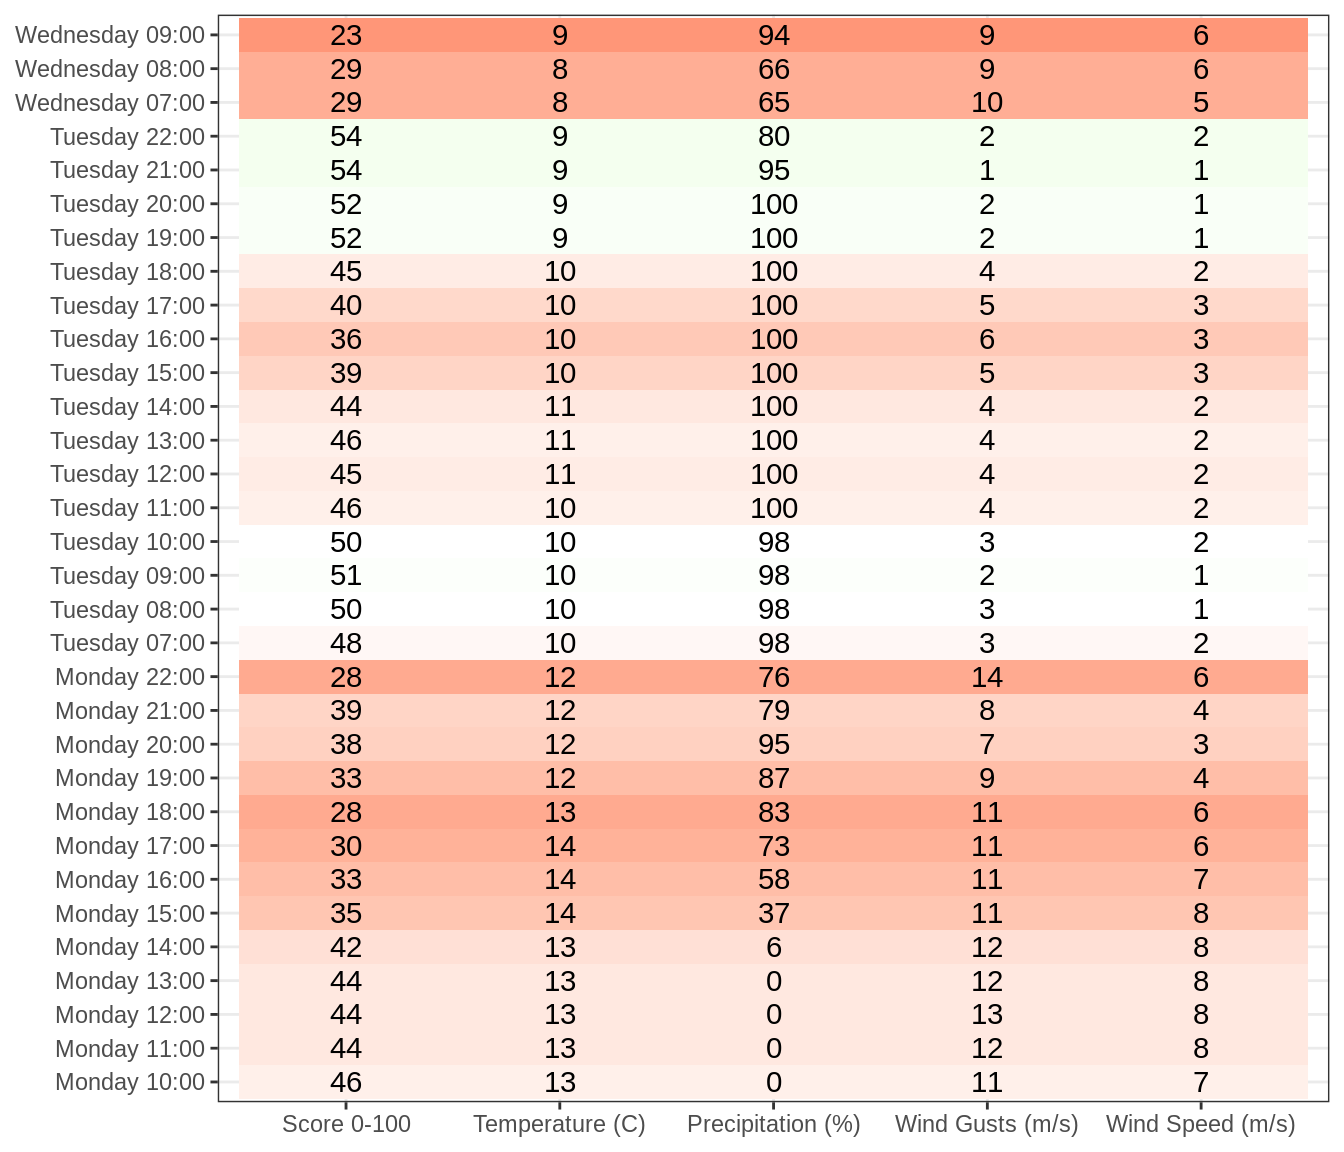 Wednesday 09:00 23 9 94 9 6
Wednesday 08:00 29 8 66 9 6
Wednesday 07:00 29 8 65 10 5
Tuesday 22:00 54 9 80 2 2
Tuesday 21:00 54 9 95 1 1
Tuesday 20:00 52 9 100 2 1
Tuesday 19:00 52 9 100 2 1
Tuesday 18:00 45 10 100 4 2
Tuesday 17:00 40 10 100 5 3
Tuesday 16:00 36 10 100 6 3
Tuesday 15:00 39 10 100 5 3
Tuesday 14:00 44 11 100 4 2
Tuesday 13:00 46 11 100 4 2
Tuesday 12:00 45 11 100 4 2
Tuesday 11:00 46 10 100 4 2
Tuesday 10:00 50 10 98 3 2
Tuesday 09:00 51 10 98 2 1
Tuesday 08:00 50 10 98 3 1
Tuesday 07:00 48 10 98 3 2
Monday 22:00 28 12 76 14 6
Monday 21:00 39 12 79 8 4
Monday 20:00 38 12 95 7 3
Monday 19:00 33 12 87 9 4
Monday 18:00 28 13 83 11 6
Monday 17:00 30 14 73 11 6
Monday 16:00 33 14 58 11 7
Monday 15:00 35 14 37 11 8
Monday 14:00 42 13 6 12 8
Monday 13:00 44 13 0 12 8
Monday 12:00 44 13 0 13 8
Monday 11:00 44 13 0 12 8
Monday 10:00 46 13 0 11 7
Score 0-100 Temperature (C) Precipitation (%) Wind Gusts (m/s) Wind Speed (m/s)